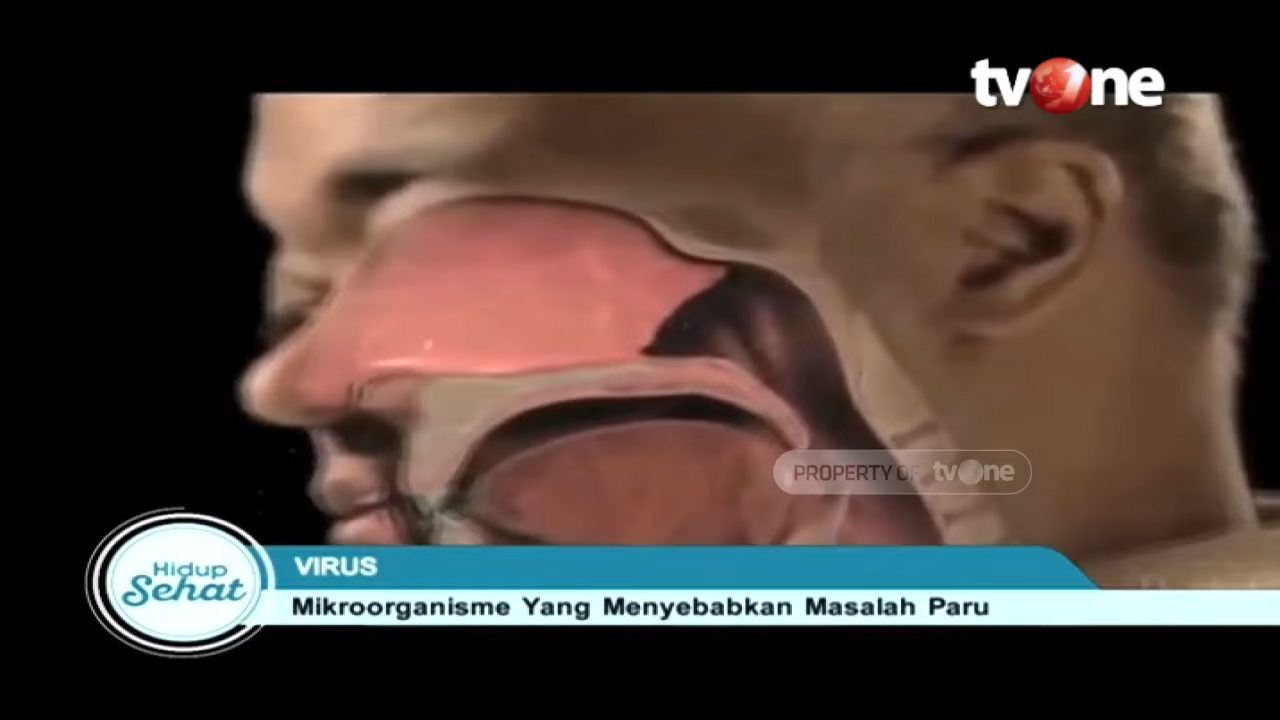 tvOne
PROPERTY OF tvOne
Hidup
Sehat
VIRUS
Mikroorganisme Yang Menyebabkan Masalah Paru